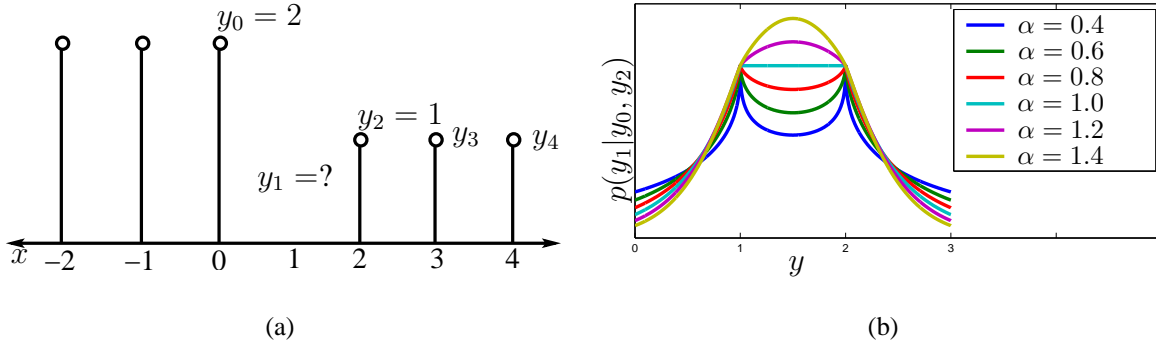 y_0 = 2
y_2 = 1
y_3
y_4
y_1 =?
x
−2 −1 0 1 2 3 4
(a)
p(y_1|y_0, y_2)
α = 0.4
α = 0.6
α = 0.8
α = 1.0
α = 1.2
α = 1.4
0 1 2 3
y
(b)